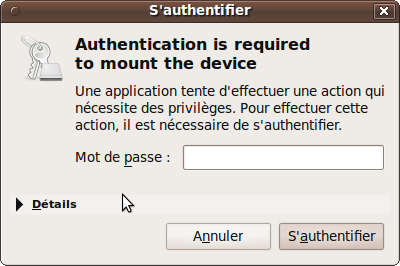 S'authentifier
Authentication is required
to mount the device
Une application tente d'effectuer une action qui
nécessite des privilèges. Pour effectuer cette
action, il est nécessaire de s'authentifier.
Mot de passe :
Détails
Annuler
S'authentifier